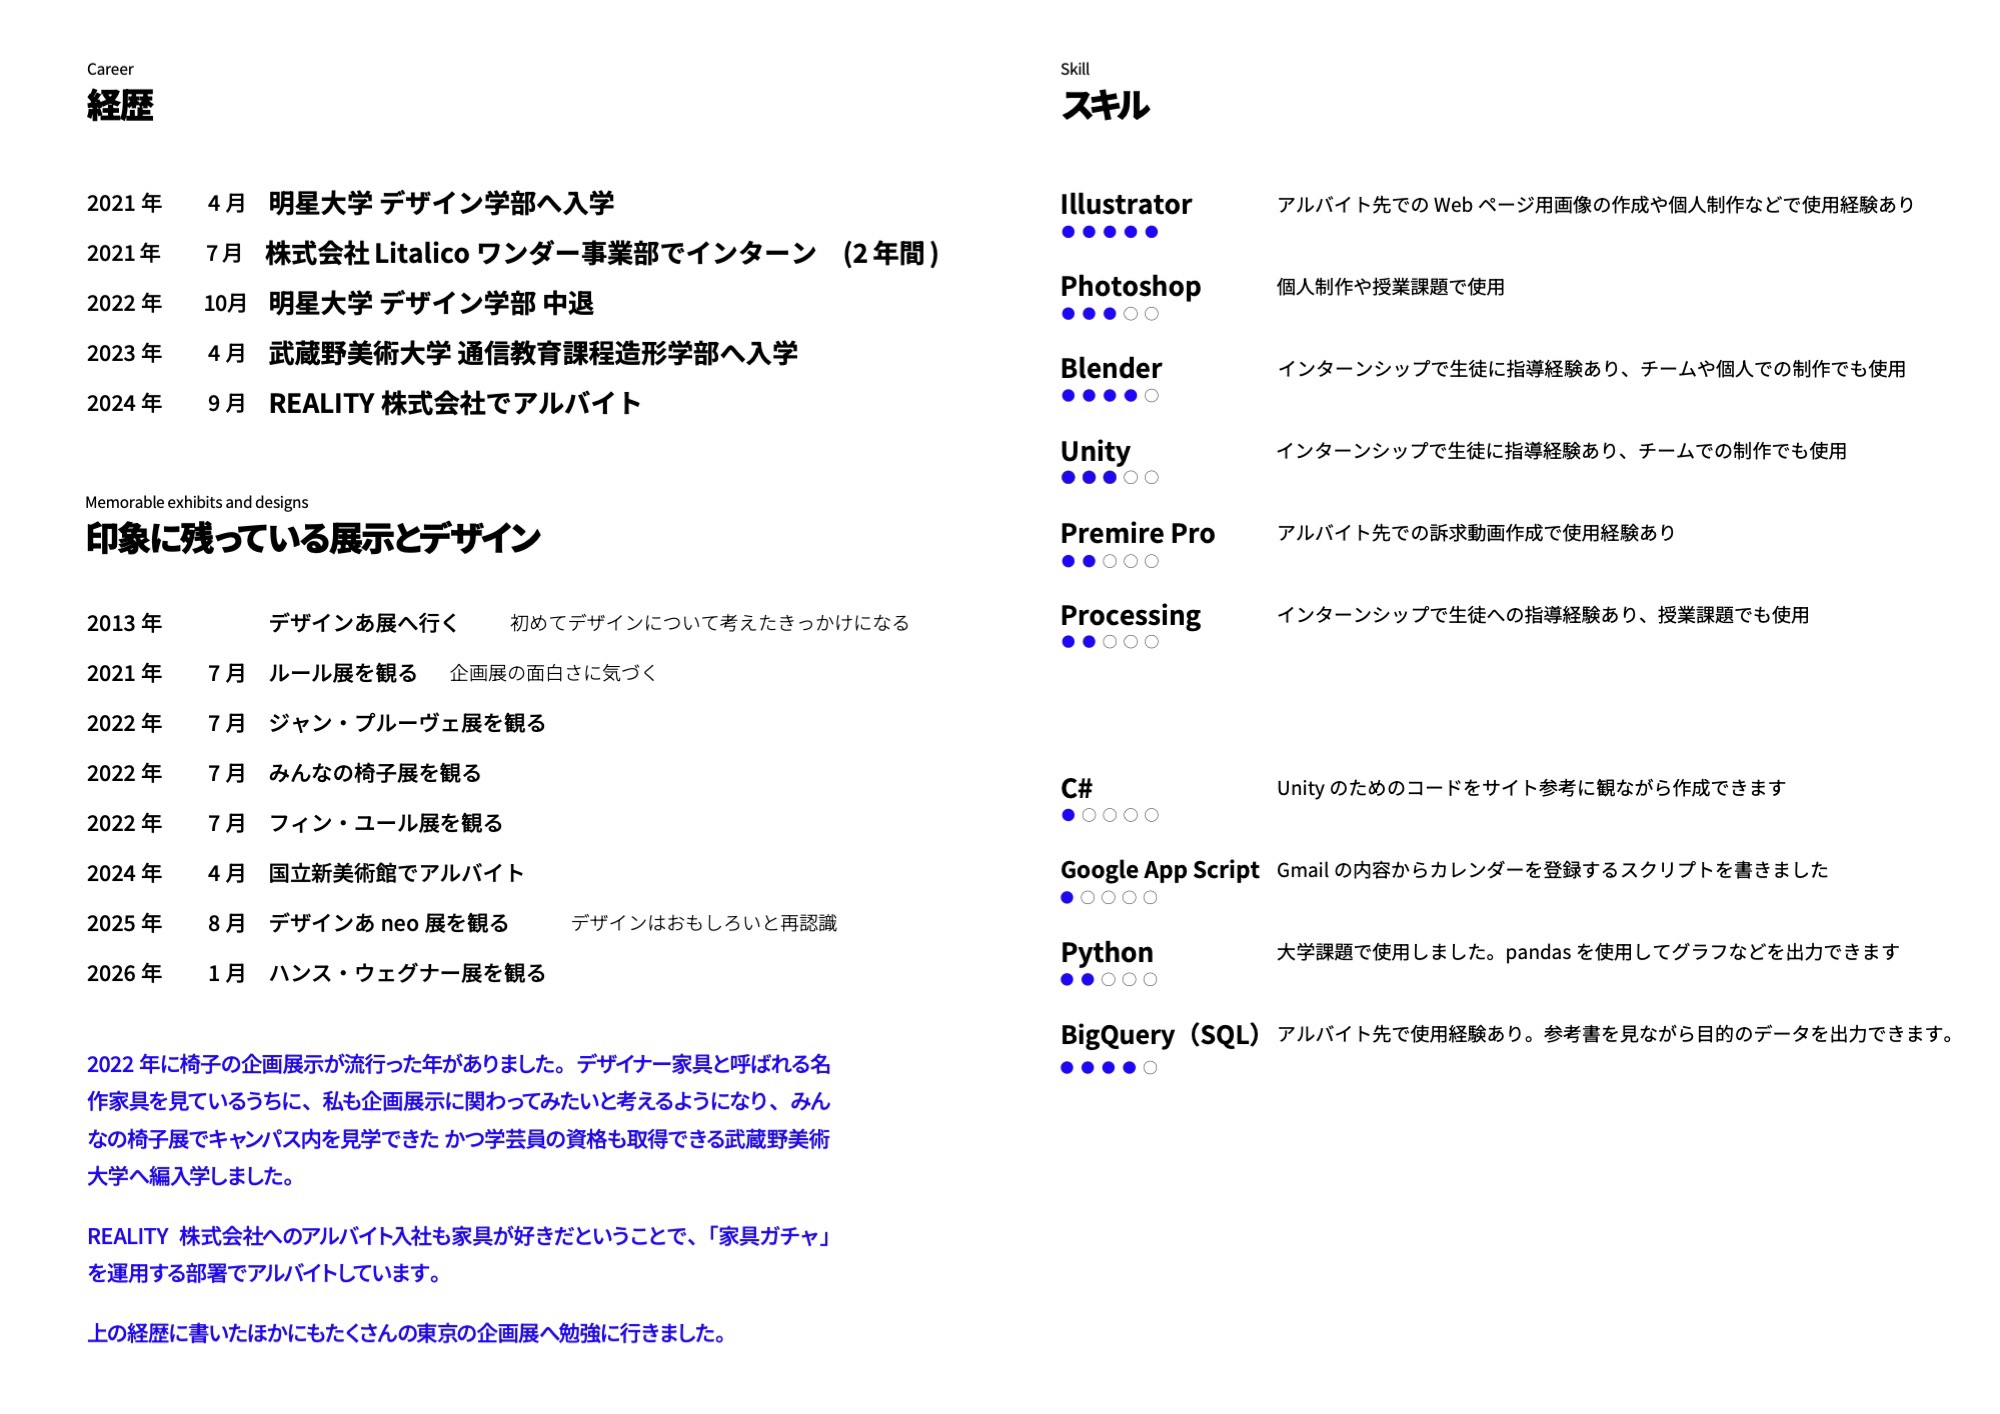 Career
経歴
2021 年 4 月 明星大学 デザイン学部へ入学
2021 年 7 月 株式会社 Litalico ワンダー事業部でインターン (2 年間 )
2022 年 10月 明星大学 デザイン学部 中退
2023 年 4 月 武蔵野美術大学 通信教育課程造形学部へ入学
2024 年 9 月 REALITY 株式会社でアルバイト
Memorable exhibits and designs
印象に残っている展示とデザイン
2013 年 デザインあ展へ行く 初めてデザインについて考えたきっかけになる
2021 年 7 月 ルール展を観る 企画展の面白さに気づく
2022 年 7 月 ジャン・プルーヴェ展を観る
2022 年 7 月 みんなの椅子展を観る
2022 年 7 月 フィン・ユール展を観る
2024 年 4 月 国立新美術館でアルバイト
2025 年 8 月 デザインあ neo 展を観る デザインはおもしろいと再認識
2026 年 1 月 ハンス・ウェグナー展を観る
2022 年に椅子の企画展示が流行った年がありました。デザイナー家具と呼ばれる名
作家具を見ているうちに、私も企画展示に関わってみたいと考えるようになり、みん
なの椅子展でキャンパス内を見学できた かつ学芸員の資格も取得できる武蔵野美術
大学へ編入学しました。
REALITY 株式会社へのアルバイト入社も家具が好きだということで、「家具ガチャ」
を運用する部署でアルバイトしています。
上の経歴に書いたほかにもたくさんの東京の企画展へ勉強に行きました。
Skill
スキル
Illustrator アルバイト先での Web ページ用画像の作成や個人制作などで使用経験あり
●●●●●
Photoshop 個人制作や授業課題で使用
●●●○○
Blender インターンシップで生徒に指導経験あり、チームや個人での制作でも使用
●●●●○
Unity インターンシップで生徒に指導経験あり、チームでの制作でも使用
●●●○○
Premire Pro アルバイト先での訴求動画作成で使用経験あり
●●○○○
Processing インターンシップで生徒への指導経験あり、授業課題でも使用
●●○○○
C# Unity のためのコードをサイト参考に観ながら作成できます
●○○○○
Google App Script Gmail の内容からカレンダーを登録するスクリプトを書きました
●○○○○
Python 大学課題で使用しました。pandas を使用してグラフなどを出力できます
●●○○○
BigQuery（SQL） アルバイト先で使用経験あり。参考書を見ながら目的のデータを出力できます。
●●●●○